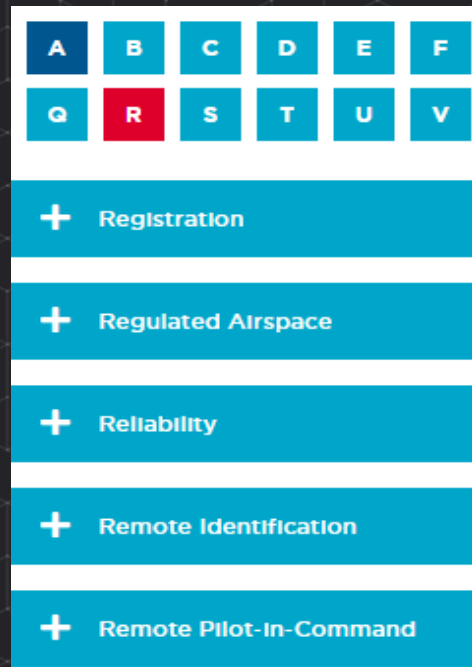 A B C D E F
Q R S T U V
Registration
Regulated Airspace
Reliability
Remote Identification
Remote Pilot-in-Command